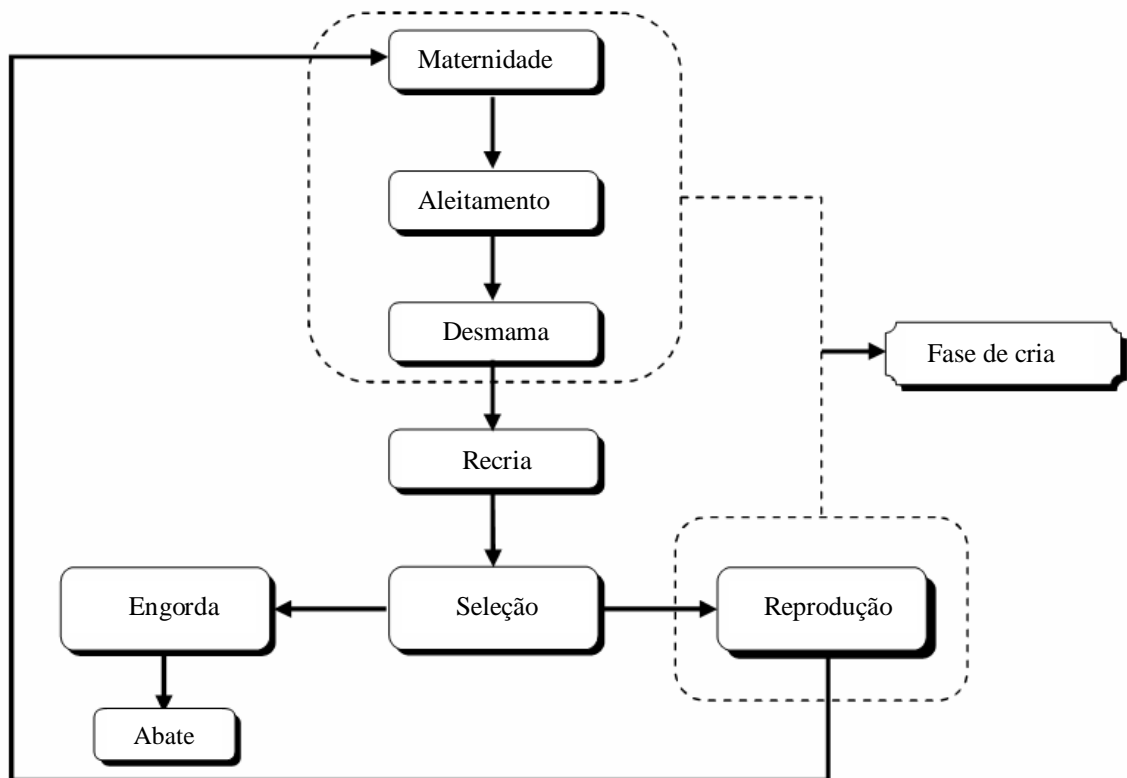 Maternidade
Aleitamento
Desmama
Fase de cria
Recria
Engorda
Seleção
Reprodução
Abate